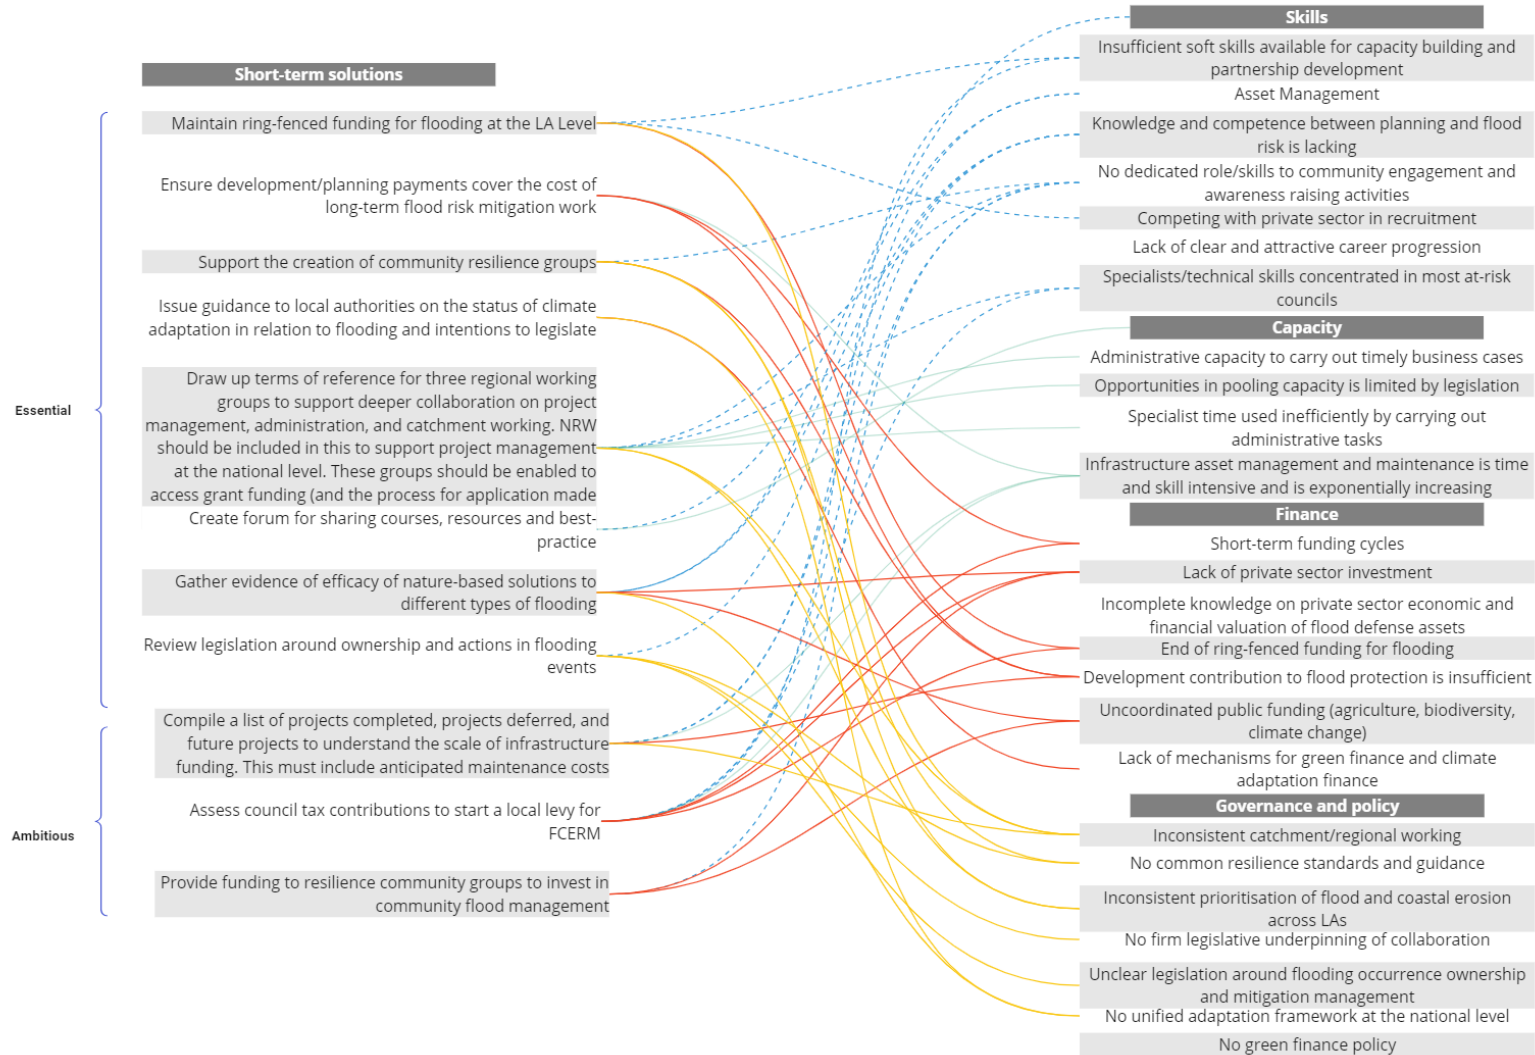 Short-term solutions
Essential
Maintain ring-fenced funding for flooding at the LA Level
Ensure development/planning payments cover the cost of
long-term flood risk mitigation work
Support the creation of community resilience groups
Issue guidance to local authorities on the status of climate
adaptation in relation to flooding and intentions to legislate
Draw up terms of reference for three regional working
groups to support deeper collaboration on project
management, administration, and catchment working. NRW
should be included in this to support project management
at the national level. These groups should be enabled to
access grant funding (and the process for application made
Create forum for sharing courses, resources and best-
practice
Gather evidence of efficacy of nature-based solutions to
different types of flooding
Review legislation around ownership and actions in flooding
events
Ambitious
Compile a list of projects completed, projects deferred, and
future projects to understand the scale of infrastructure
funding. This must include anticipated maintenance costs
Assess council tax contributions to start a local levy for
FCERM
Provide funding to resilience community groups to invest in
community flood management
Skills
Insufficient soft skills available for capacity building and
partnership development
Asset Management
Knowledge and competence between planning and flood
risk is lacking
No dedicated role/skills to community engagement and
awareness raising activities
Competing with private sector in recruitment
Lack of clear and attractive career progression
Specialists/technical skills concentrated in most at-risk
councils
Capacity
Administrative capacity to carry out timely business cases
Opportunities in pooling capacity is limited by legislation
Specialist time used inefficiently by carrying out
administrative tasks
Infrastructure asset management and maintenance is time
and skill intensive and is exponentially increasing
Finance
Short-term funding cycles
Lack of private sector investment
Incomplete knowledge on private sector economic and
financial valuation of flood defense assets
End of ring-fenced funding for flooding
Development contribution to flood protection is insufficient
Uncoordinated public funding (agriculture, biodiversity,
climate change)
Lack of mechanisms for green finance and climate
adaptation finance
Governance and policy
Inconsistent catchment/regional working
No common resilience standards and guidance
Inconsistent prioritisation of flood and coastal erosion
across LAs
No firm legislative underpinning of collaboration
Unclear legislation around flooding occurrence ownership
and mitigation management
No unified adaptation framework at the national level
No green finance policy